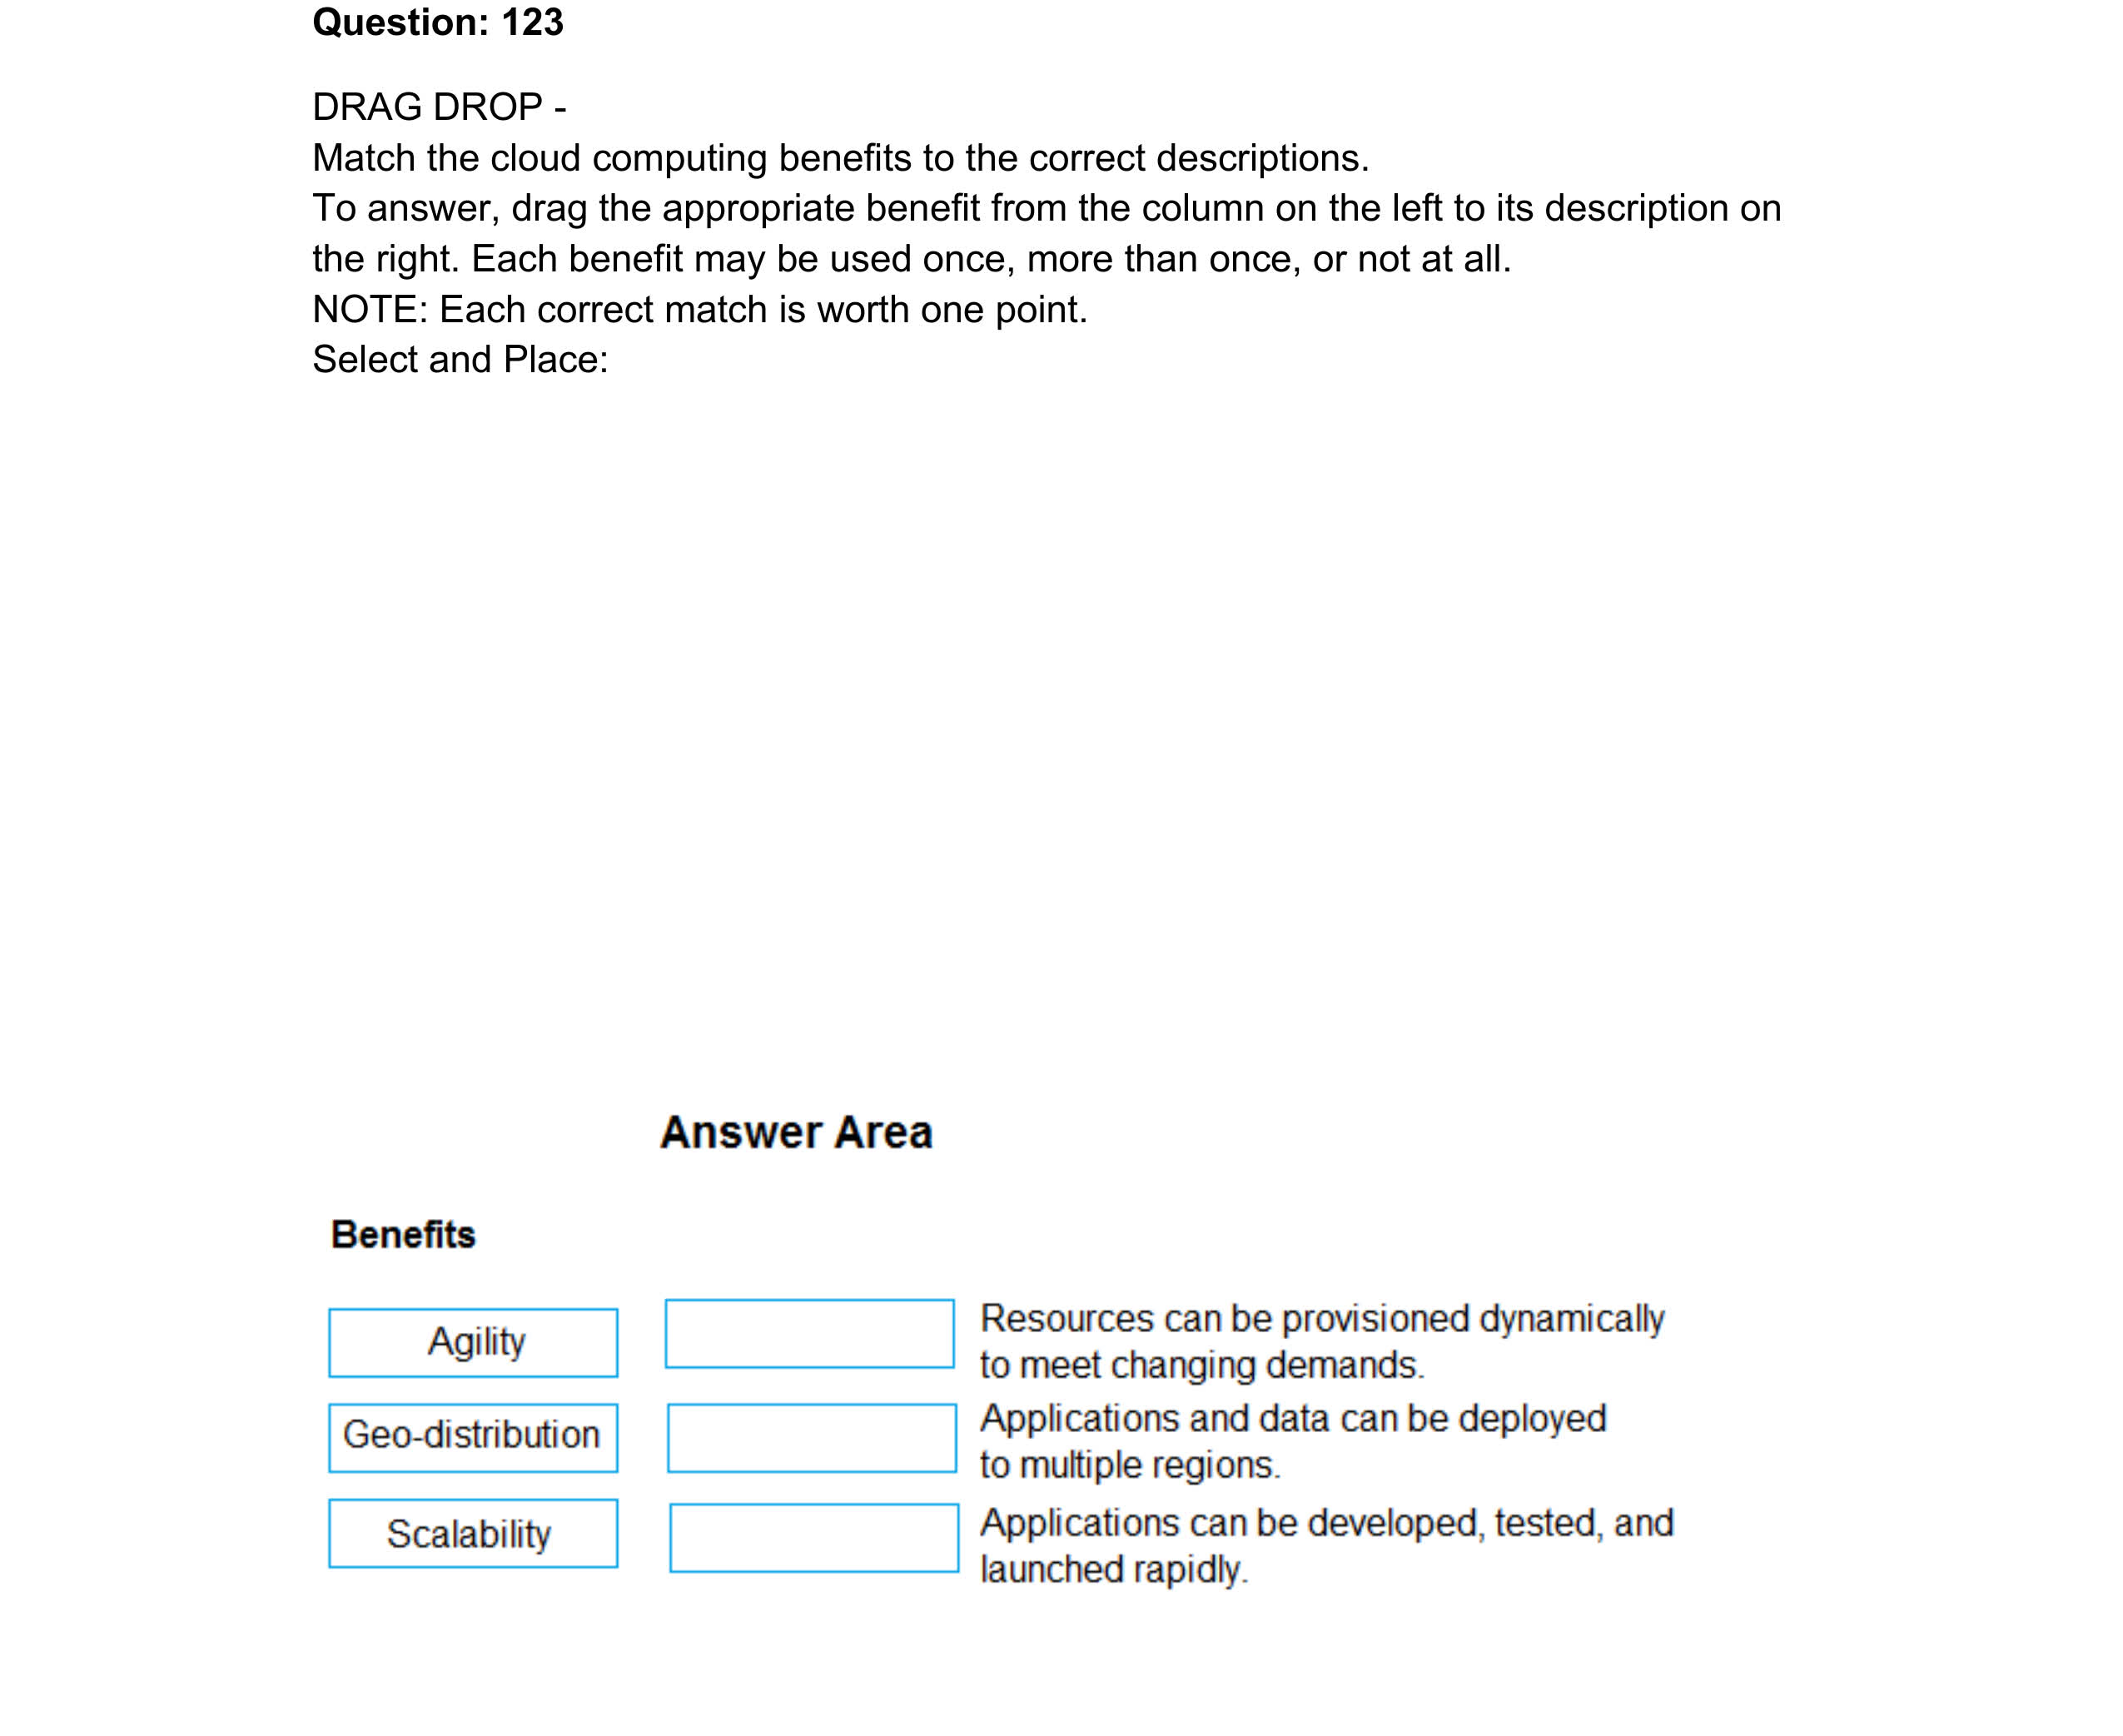 Question: 123
DRAG DROP -
Match the cloud computing benefits to the correct descriptions.
To answer, drag the appropriate benefit from the column on the left to its description on
the right. Each benefit may be used once, more than once, or not at all.
NOTE: Each correct match is worth one point.
Select and Place:
Answer Area
Benefits
Agility
Resources can be provisioned dynamically
to meet changing demands.
Geo-distribution
Applications and data can be deployed
to multiple regions.
Scalability
Applications can be developed, tested, and
launched rapidly.